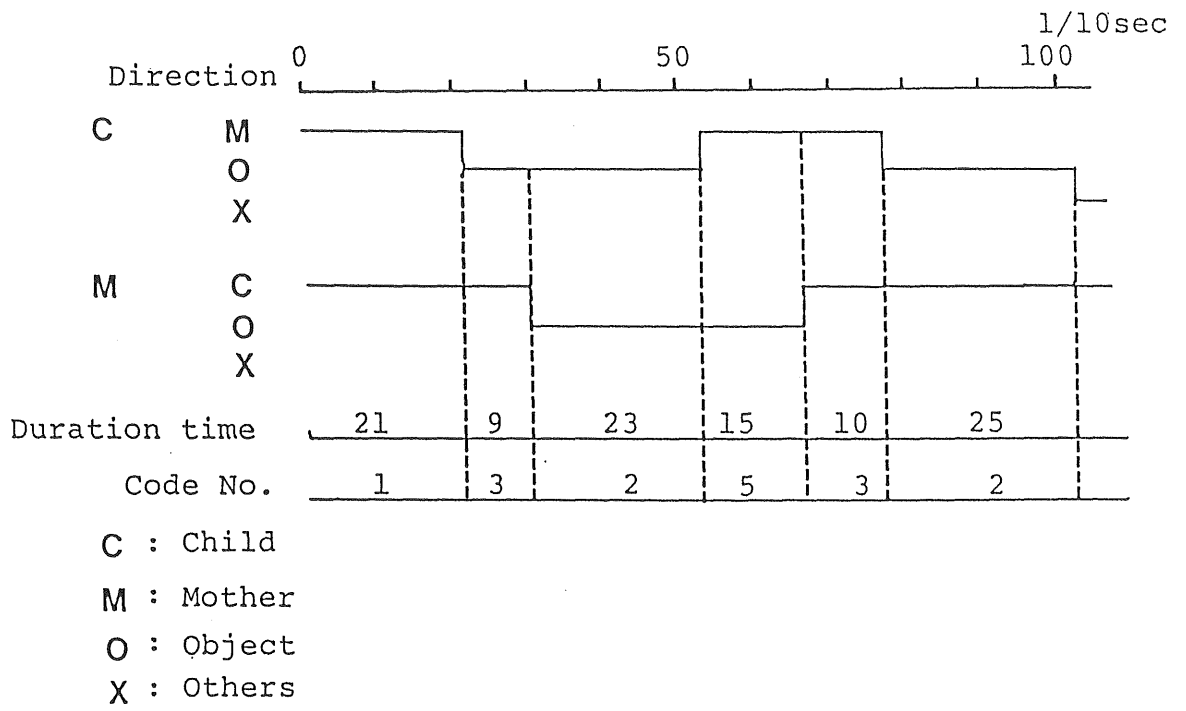 1/10sec
0 50 100
Direction
C M
O
X
M C
O
X
Duration time 21 9 23 15 10 25
Code No. 1 3 2 5 3 2
C : Child
M : Mother
O : Object
X : Others